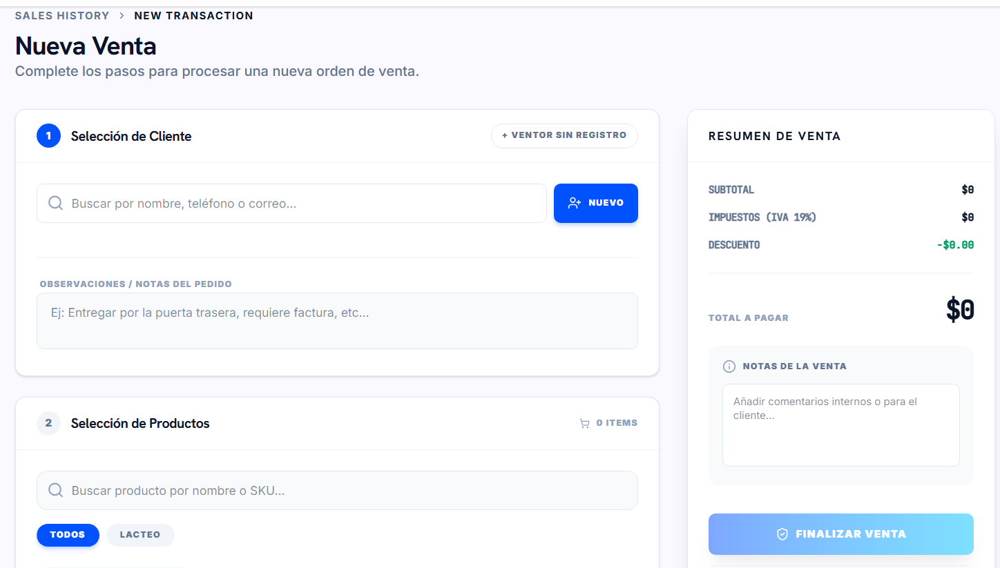 SALES HISTORY > NEW TRANSACTION
Nueva Venta
Complete los pasos para procesar una nueva orden de venta.
1 Selección de Cliente
+ VENTOR SIN REGISTRO
Buscar por nombre, teléfono o correo...
NUEVO
OBSERVACIONES / NOTAS DEL PEDIDO
Ej: Entregar por la puerta trasera, requiere factura, etc...
2 Selección de Productos
0 ITEMS
Buscar producto por nombre o SKU...
TODOS
LACTEO
RESUMEN DE VENTA
SUBTOTAL $0
IMPUESTOS (IVA 19%) $0
DESCUENTO -$0.00
TOTAL A PAGAR $0
NOTAS DE LA VENTA
Añadir comentarios internos o para el
cliente...
FINALIZAR VENTA